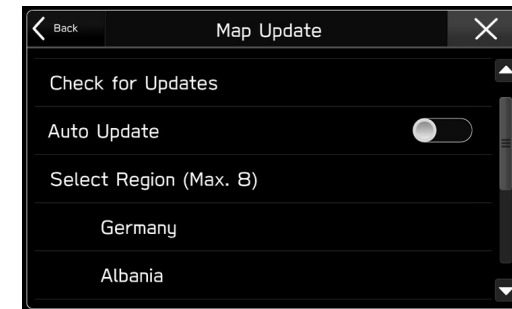 Back
Map Update
Check for Updates
Auto Update
Select Region (Max. 8)
Germany
Albania